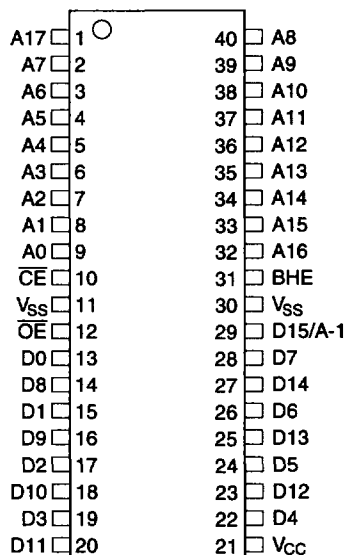 A17 1 40 A8
A7 2 39 A9
A6 3 38 A10
A5 4 37 A11
A4 5 36 A12
A3 6 35 A13
A2 7 34 A14
A1 8 33 A15
A0 9 32 A16
C̅E̅ 10 31 BHE
VSS 11 30 VSS
O̅E̅ 12 29 D15/A-1
D0 13 28 D7
D8 14 27 D14
D1 15 26 D6
D9 16 25 D13
D2 17 24 D5
D10 18 23 D12
D3 19 22 D4
D11 20 21 VCC